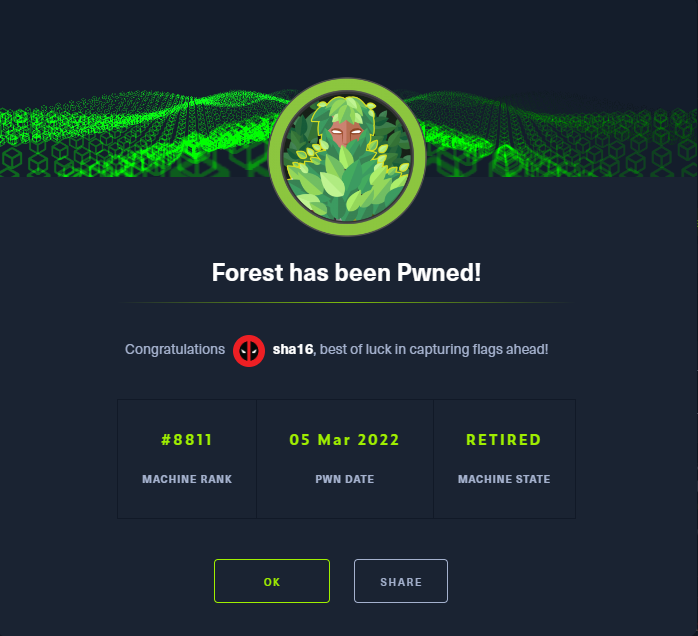 Forest has been Pwned!
Congratulations sha16, best of luck in capturing flags ahead!
#8811 05 Mar 2022 RETIRED
MACHINE RANK PWN DATE MACHINE STATE
OK SHARE